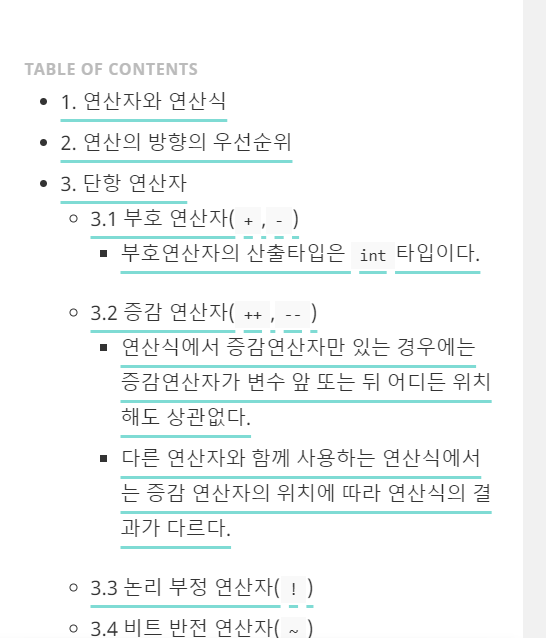 TABLE OF CONTENTS
1. 연산자와 연산식
2. 연산의 방향의 우선순위
3. 단항 연산자
3.1 부호 연산자( + , - )
부호연산자의 산출타입은 int 타입이다.
3.2 증감 연산자( ++ , -- )
연산식에서 증감연산자만 있는 경우에는
증감연산자가 변수 앞 또는 뒤 어디든 위치
해도 상관없다.
다른 연산자와 함께 사용하는 연산식에서
는 증감 연산자의 위치에 따라 연산식의 결
과가 다르다.
3.3 논리 부정 연산자( ! )
3.4 비트 반전 연산자( ~ )